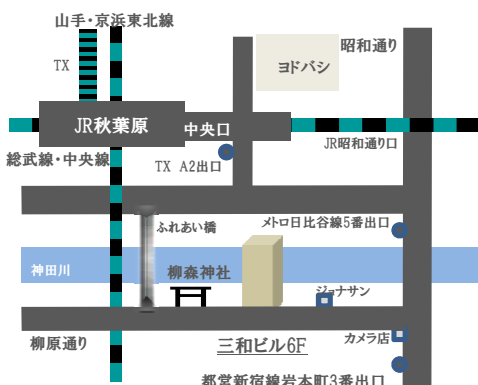 山手・京浜東北線
昭和通り
TX
ヨドバシ
JR秋葉原
中央口
総武線・中央線
JR昭和通り口
TX A2出口
ふれあい橋
メトロ日比谷線5番出口
神田川
柳森神社
ジョナサン
柳原通り
三和ビル6F
カメラ店
都営新宿線岩本町3番出口